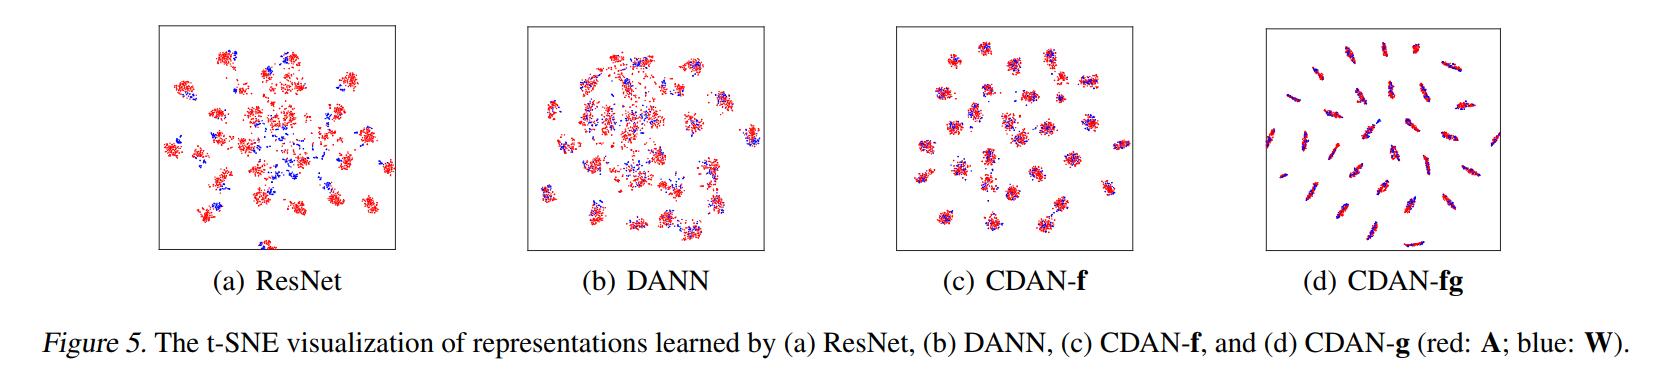 (a) ResNet
(b) DANN
(c) CDAN-f
(d) CDAN-fg
Figure 5. The t-SNE visualization of representations learned by (a) ResNet, (b) DANN, (c) CDAN-f, and (d) CDAN-g (red: A; blue: W).